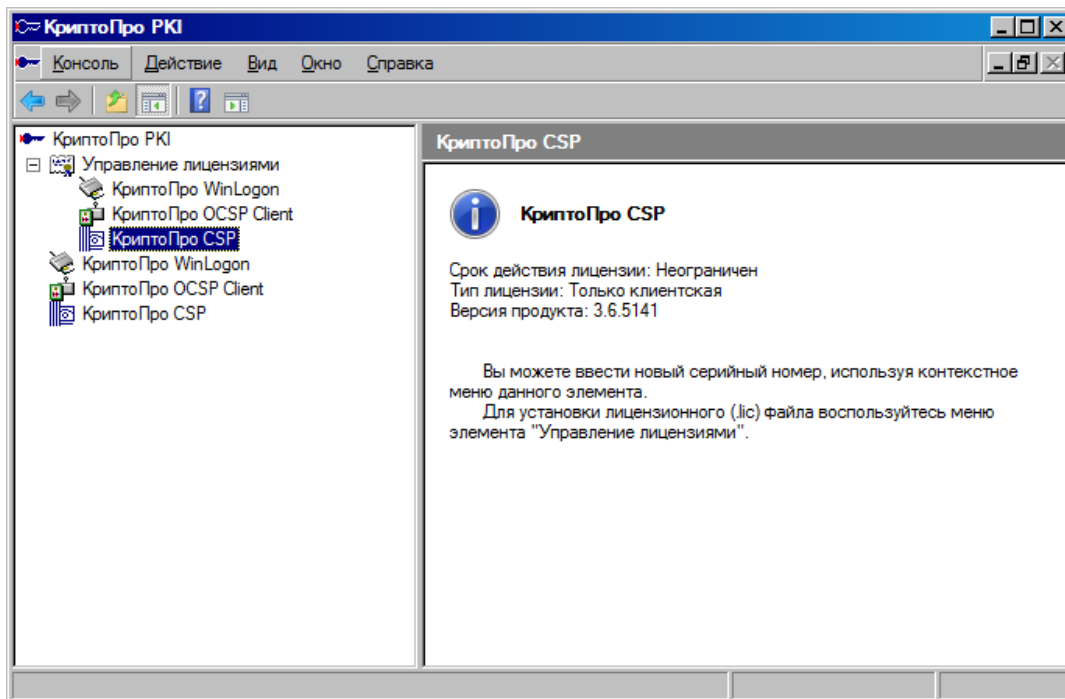 КриптоПро PKI
Консоль Действие Вид Окно Справка
КриптоПро PKI
Управление лицензиями
КриптоПро WinLogon
КриптоПро OCSP Client
КриптоПро CSP
КриптоПро WinLogon
КриптоПро OCSP Client
КриптоПро CSP
КриптоПро CSP
КриптоПро CSP
Срок действия лицензии: Неограничен
Тип лицензии: Только клиентская
Версия продукта: 3.6.5141
Вы можете ввести новый серийный номер, используя контекстное
меню данного элемента.
Для установки лицензионного (.lic) файла воспользуйтесь меню
элемента "Управление лицензиями".